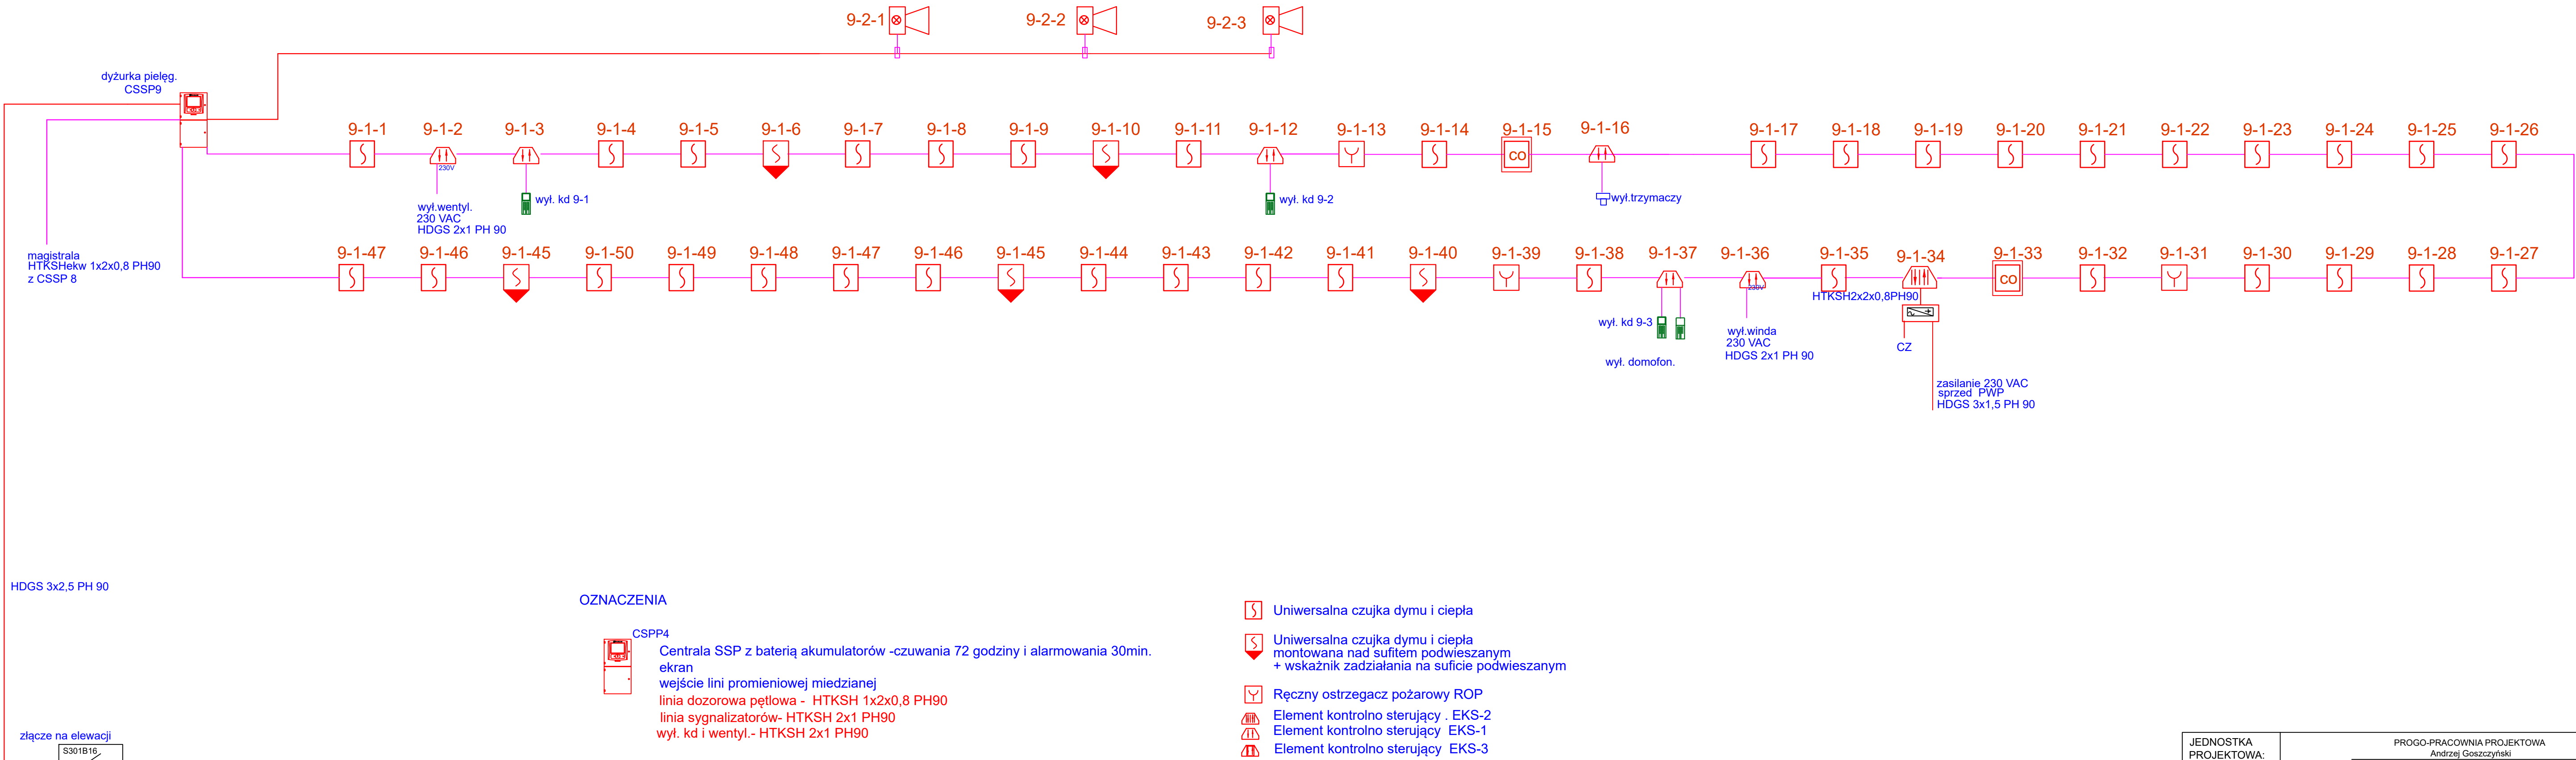 9-2-1
9-2-2
9-2-3
dyżurka pielęg.
CSSP9
9-1-1
9-1-2
9-1-3
9-1-4
9-1-5
9-1-6
9-1-7
9-1-8
9-1-9
9-1-10
9-1-11
9-1-12
9-1-13
9-1-14
9-1-15
9-1-16
9-1-17
9-1-18
9-1-19
9-1-20
9-1-21
9-1-22
9-1-23
9-1-24
9-1-25
9-1-26
CO
230V
wył.wentyl.
230 VAC
HDGS 2x1 PH 90
wył. kd 9-1
wył. kd 9-2
wył.trzymaczy
magistrala
HTKSHekw 1x2x0,8 PH90
z CSSP 8
9-1-47
9-1-46
9-1-45
9-1-50
9-1-49
9-1-48
9-1-47
9-1-46
9-1-45
9-1-44
9-1-43
9-1-42
9-1-41
9-1-40
9-1-39
9-1-38
9-1-37
9-1-36
9-1-35
9-1-34
9-1-33
9-1-32
9-1-31
9-1-30
9-1-29
9-1-28
9-1-27
CO
230V
HTKSH2x2x0,8PH90
wył. kd 9-3
wył. domofon.
wył.winda
230 VAC
HDGS 2x1 PH 90
CZ
zasilanie 230 VAC
sprzed PWP
HDGS 3x1,5 PH 90
HDGS 3x2,5 PH 90
OZNACZENIA
CSPP4
Centrala SSP z baterią akumulatorów -czuwania 72 godziny i alarmowania 30min.
ekran
wejście lini promieniowej miedzianej
linia dozorowa pętlowa - HTKSH 1x2x0,8 PH90
linia sygnalizatorów- HTKSH 2x1 PH90
wył. kd i wentyl.- HTKSH 2x1 PH90
Uniwersalna czujka dymu i ciepła
Uniwersalna czujka dymu i ciepła
montowana nad sufitem podwieszanym
+ wskażnik zadziałania na suficie podwieszanym
Ręczny ostrzegacz pożarowy ROP
Element kontrolno sterujący . EKS-2
Element kontrolno sterujący EKS-1
Element kontrolno sterujący EKS-3
złącze na elewacji
S301B16
JEDNOSTKA
PROJEKTOWA:
PROGO-PRACOWNIA PROJEKTOWA
Andrzej Goszczyński